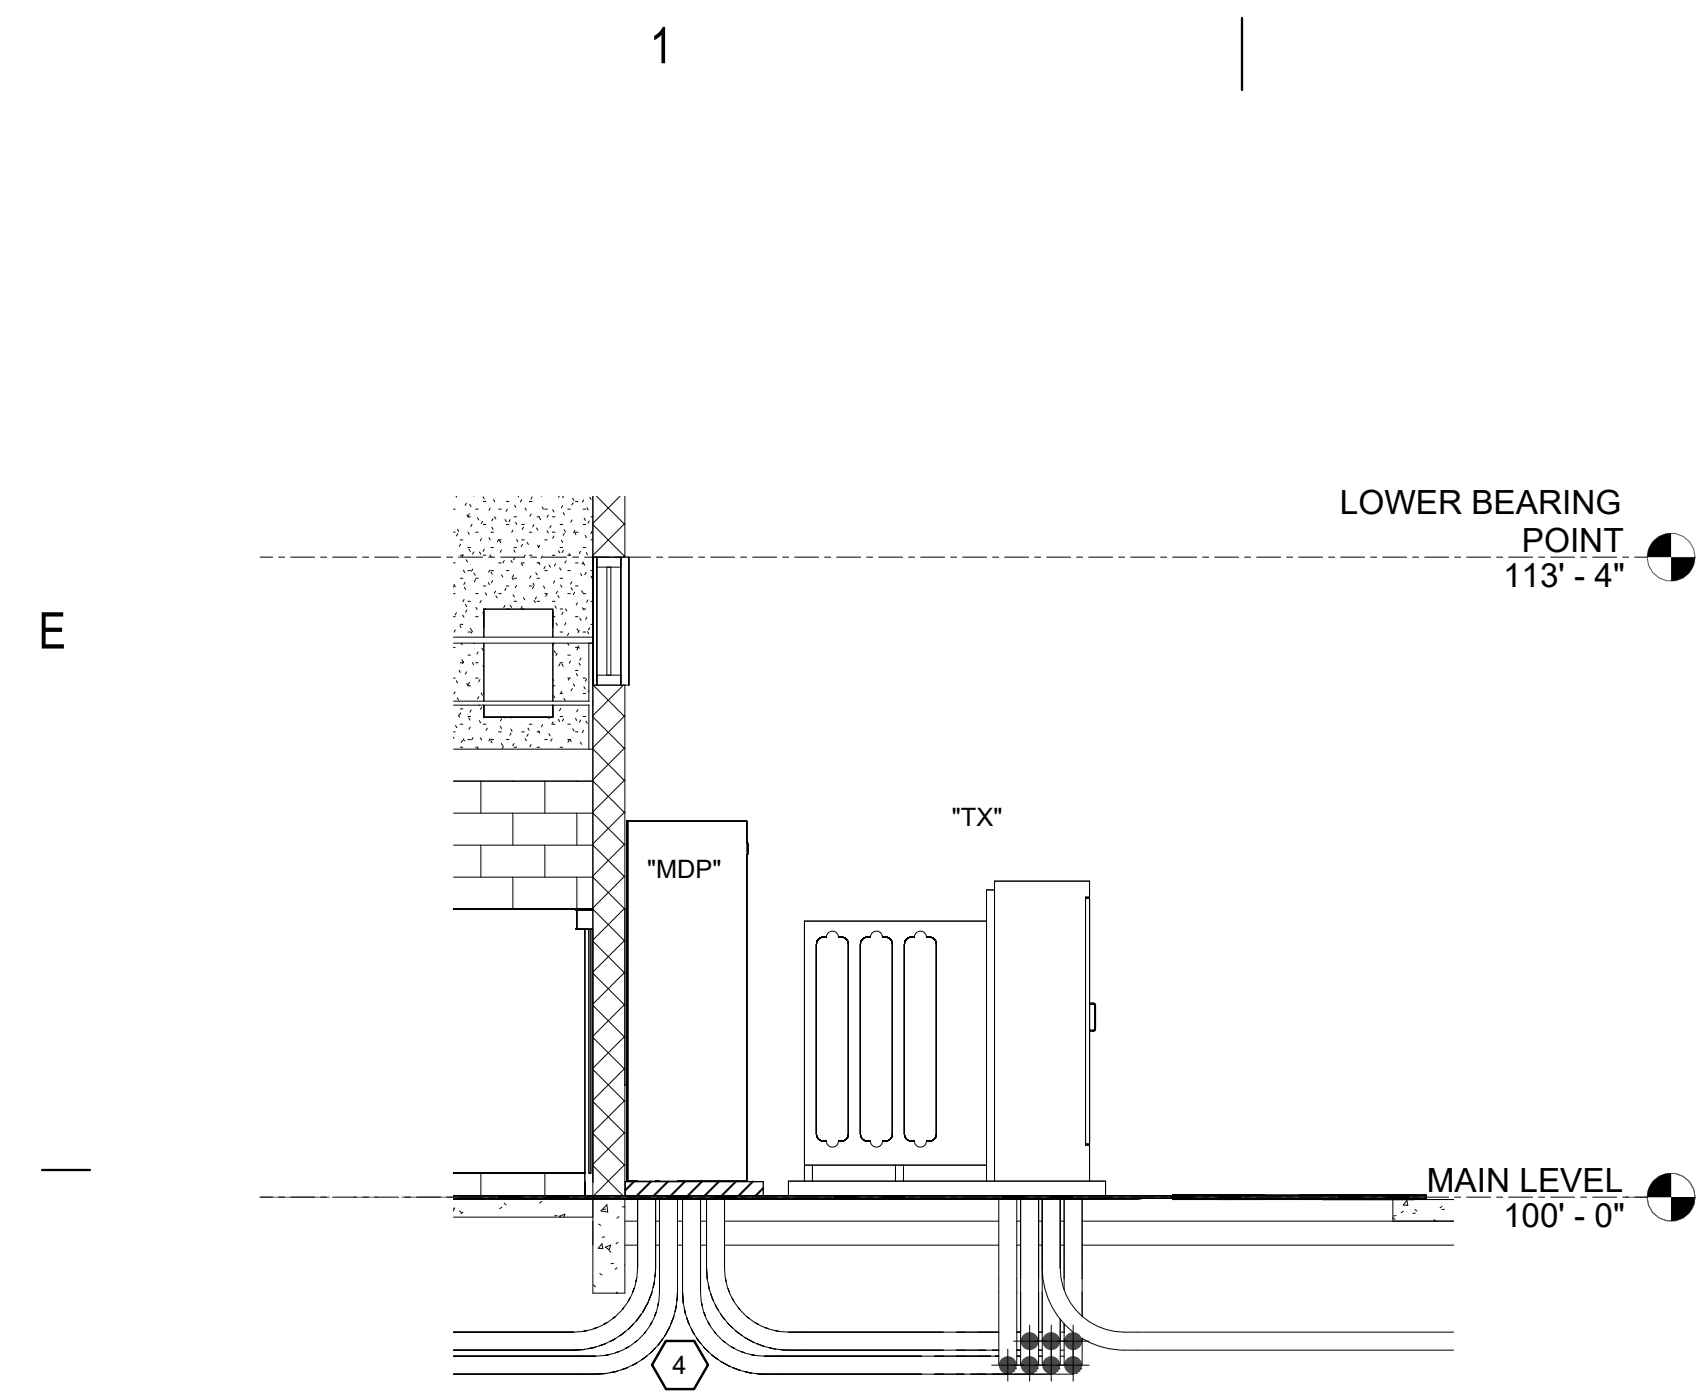 1
LOWER BEARING
POINT
113' - 4"
E
"TX"
"MDP"
MAIN LEVEL
100' - 0"
4